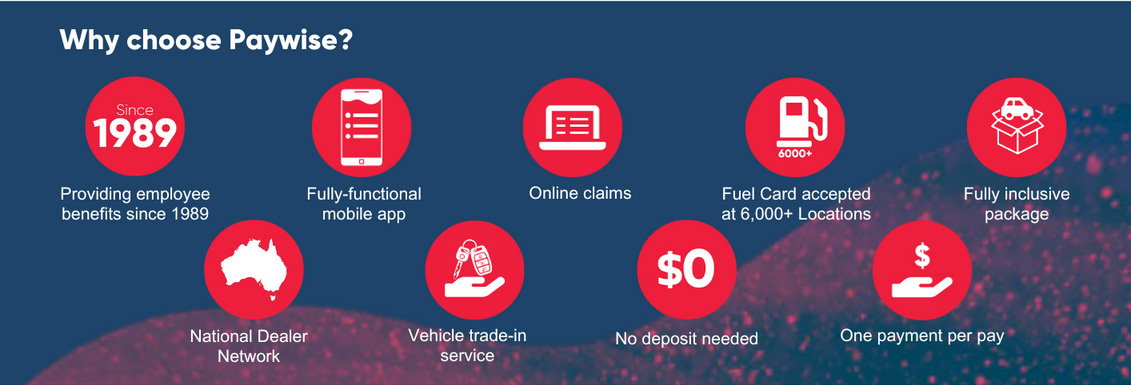 Why choose Paywise?
Since
1989
6000+
Providing employee
benefits since 1989
Fully-functional
mobile app
Online claims
Fuel Card accepted
at 6,000+ Locations
Fully inclusive
package
$0
$
National Dealer
Network
Vehicle trade-in
service
No deposit needed
One payment per pay